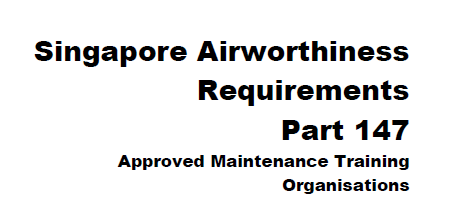 Singapore Airworthiness
Requirements
Part 147
Approved Maintenance Training
Organisations